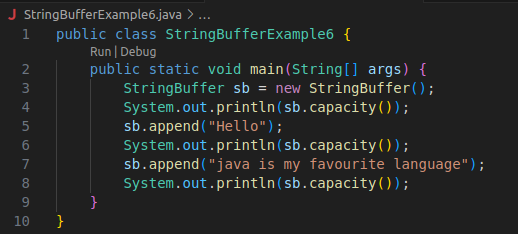 J StringBufferExample6.java > ...
1 public class StringBufferExample6 {
Run | Debug
2 public static void main(String[] args) {
3 StringBuffer sb = new StringBuffer();
4 System.out.println(sb.capacity());
5 sb.append("Hello");
6 System.out.println(sb.capacity());
7 sb.append("java is my favourite language");
8 System.out.println(sb.capacity());
9 }
10 }